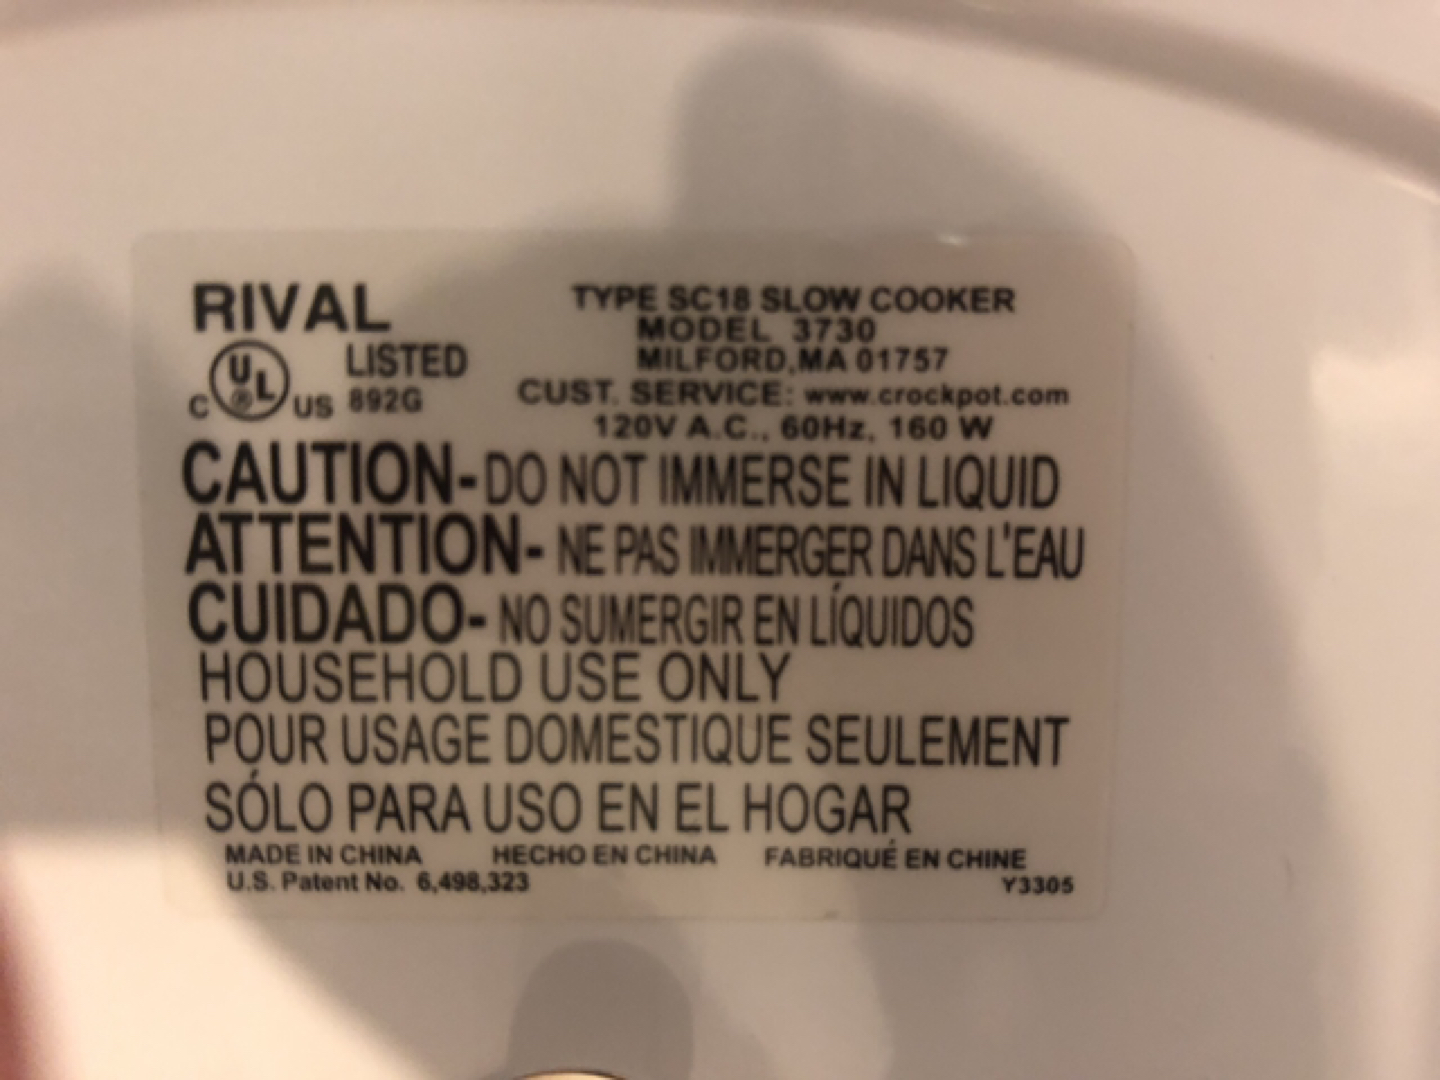 RIVAL
TYPE SC18 SLOW COOKER
MODEL 3730
MILFORD, MA 01757
C UL ® US LISTED 892G
CUST. SERVICE: www.crockpot.com
120V A.C., 60Hz, 160 W
CAUTION- DO NOT IMMERSE IN LIQUID
ATTENTION- NE PAS IMMERGER DANS L'EAU
CUIDADO- NO SUMERGIR EN LÍQUIDOS
HOUSEHOLD USE ONLY
POUR USAGE DOMESTIQUE SEULEMENT
SÓLO PARA USO EN EL HOGAR
MADE IN CHINA HECHO EN CHINA FABRIQUÉ EN CHINE
U.S. Patent No. 6,498,323 Y3305